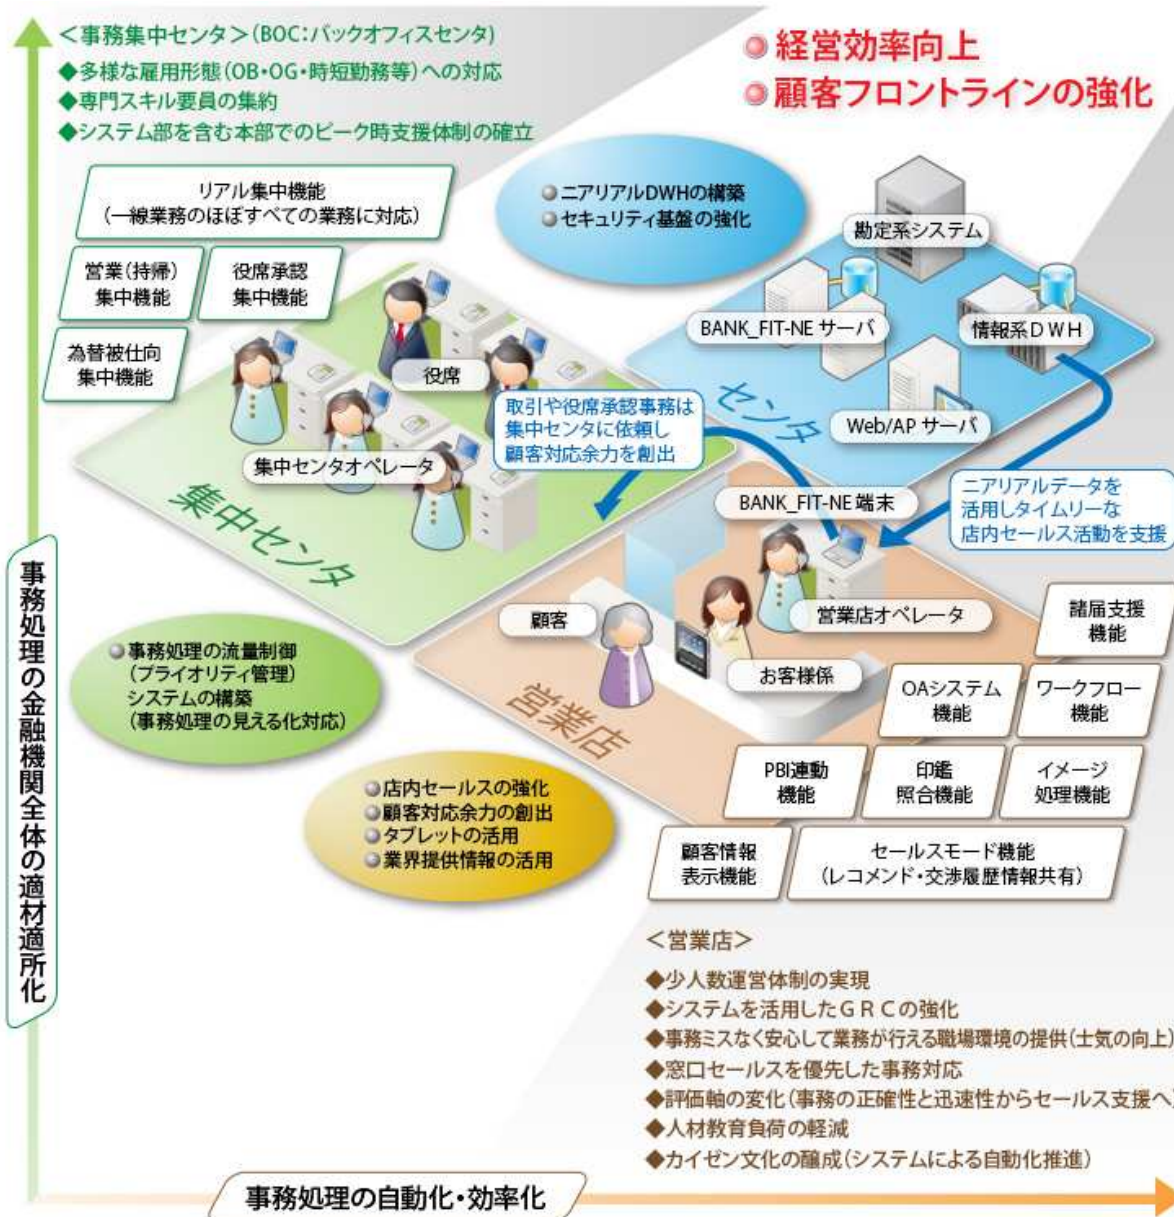 ＜事務集中センタ＞(BOC：バックオフィスセンタ)
◆多様な雇用形態(OB・OG・時短勤務等)への対応
◆専門スキル要員の集約
◆システム部を含む本部でのピーク時支援体制の確立
経営効率向上
顧客フロントラインの強化
リアル集中機能
(一線業務のほぼすべての業務に対応)
営業(持帰)
集中機能
役席承認
集中機能
為替被仕向
集中機能
ニアリアルDWHの構築
セキュリティ基盤の強化
勘定系システム
BANK_FIT-NE サーバ
情報系ＤＷＨ
Web/AP サーバ
センタ
役席
集中センタオペレータ
集中センタ
取引や役席承認事務は
集中センタに依頼し
顧客対応余力を創出
BANK_FIT-NE 端末
ニアリアルデータを
活用しタイムリーな
店内セールス活動を支援
顧客
営業店オペレータ
お客様係
営業店
事務処理の流量制御
(プライオリティ管理)
システムの構築
(事務処理の見える化対応)
店内セールスの強化
顧客対応余力の創出
タブレットの活用
業界提供情報の活用
諸届支援
機能
OAシステム
機能
ワークフロー
機能
PBI連動
機能
印鑑
照合機能
イメージ
処理機能
顧客情報
表示機能
セールスモード機能
(レコメンド・交渉履歴情報共有)
＜営業店＞
◆少人数運営体制の実現
◆システムを活用したＧＲＣの強化
◆事務ミスなく安心して業務が行える職場環境の提供(士気の向上)
◆窓口セールスを優先した事務対応
◆評価軸の変化(事務の正確性と迅速性からセールス支援へ)
◆人材教育負荷の軽減
◆カイゼン文化の醸成(システムによる自動化推進)
事務処理の金融機関全体の適材適所化
事務処理の自動化・効率化